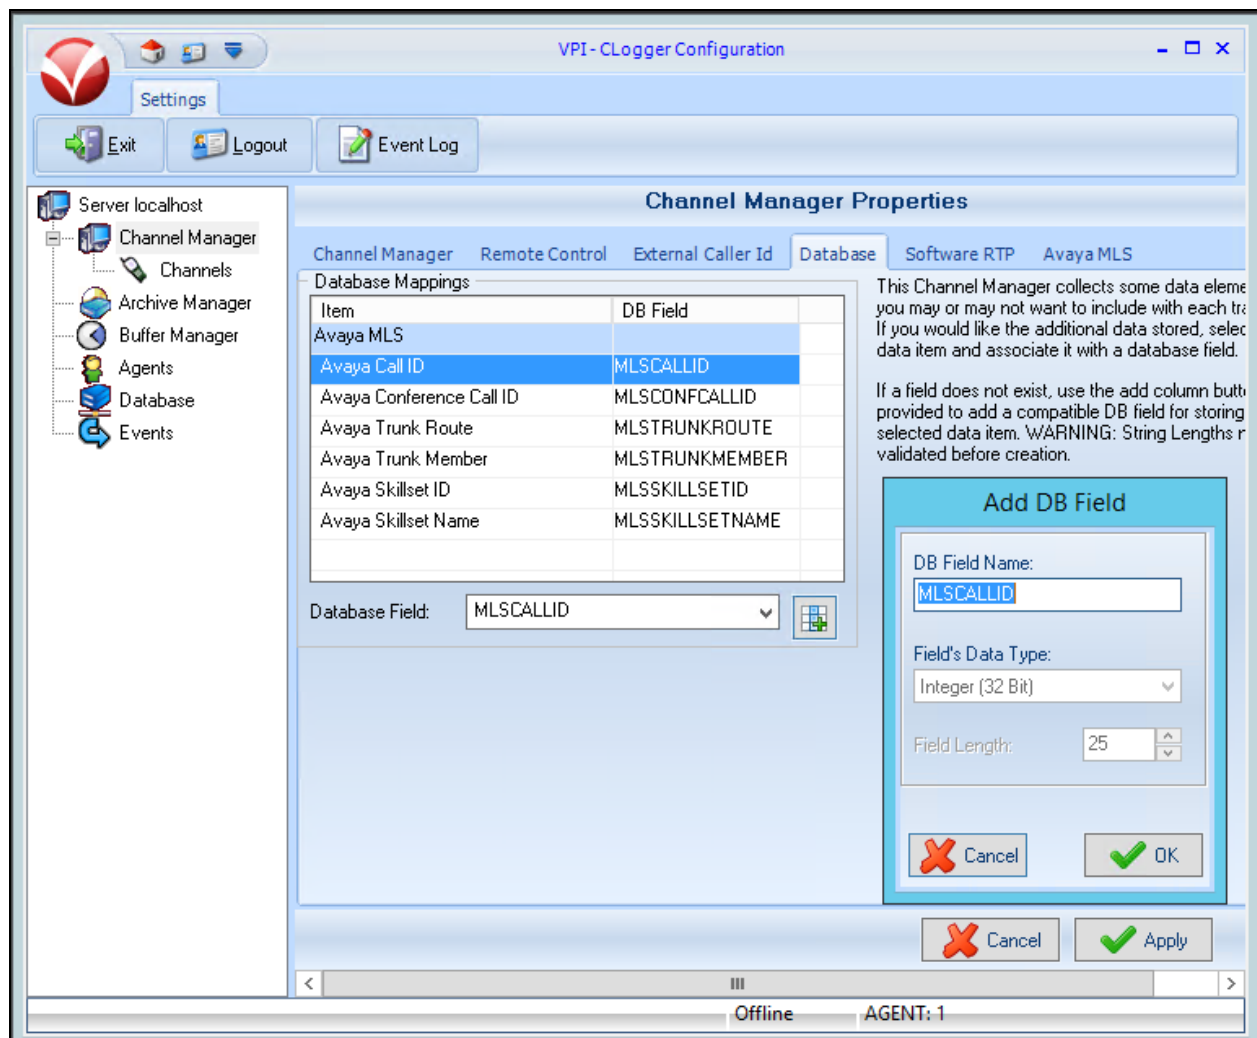 VPI - CLogger Configuration
Settings
Exit
Logout
Event Log
Server localhost
Channel Manager
Channels
Archive Manager
Buffer Manager
Agents
Database
Events
Channel Manager Properties
Channel Manager
Remote Control
External Caller Id
Database
Software RTP
Avaya MLS
Database Mappings
Item DB Field
Avaya MLS
Avaya Call ID MLSCALLID
Avaya Conference Call ID MLSCONFCALLID
Avaya Trunk Route MLSTRUNKROUTE
Avaya Trunk Member MLSTRUNKMEMBER
Avaya Skillset ID MLSSKILLSETID
Avaya Skillset Name MLSSKILLSETNAME
Database Field: MLSCALLID
This Channel Manager collects some data eleme
you may or may not want to include with each tra
If you would like the additional data stored, selec
data item and associate it with a database field.
If a field does not exist, use the add column butt
provided to add a compatible DB field for storing
selected data item. WARNING: String Lengths
validated before creation.
Add DB Field
DB Field Name:
MLSCALLID
Field's Data Type:
Integer (32 Bit)
Field Length: 25
Cancel
OK
Cancel
Apply
Offline
AGENT: 1